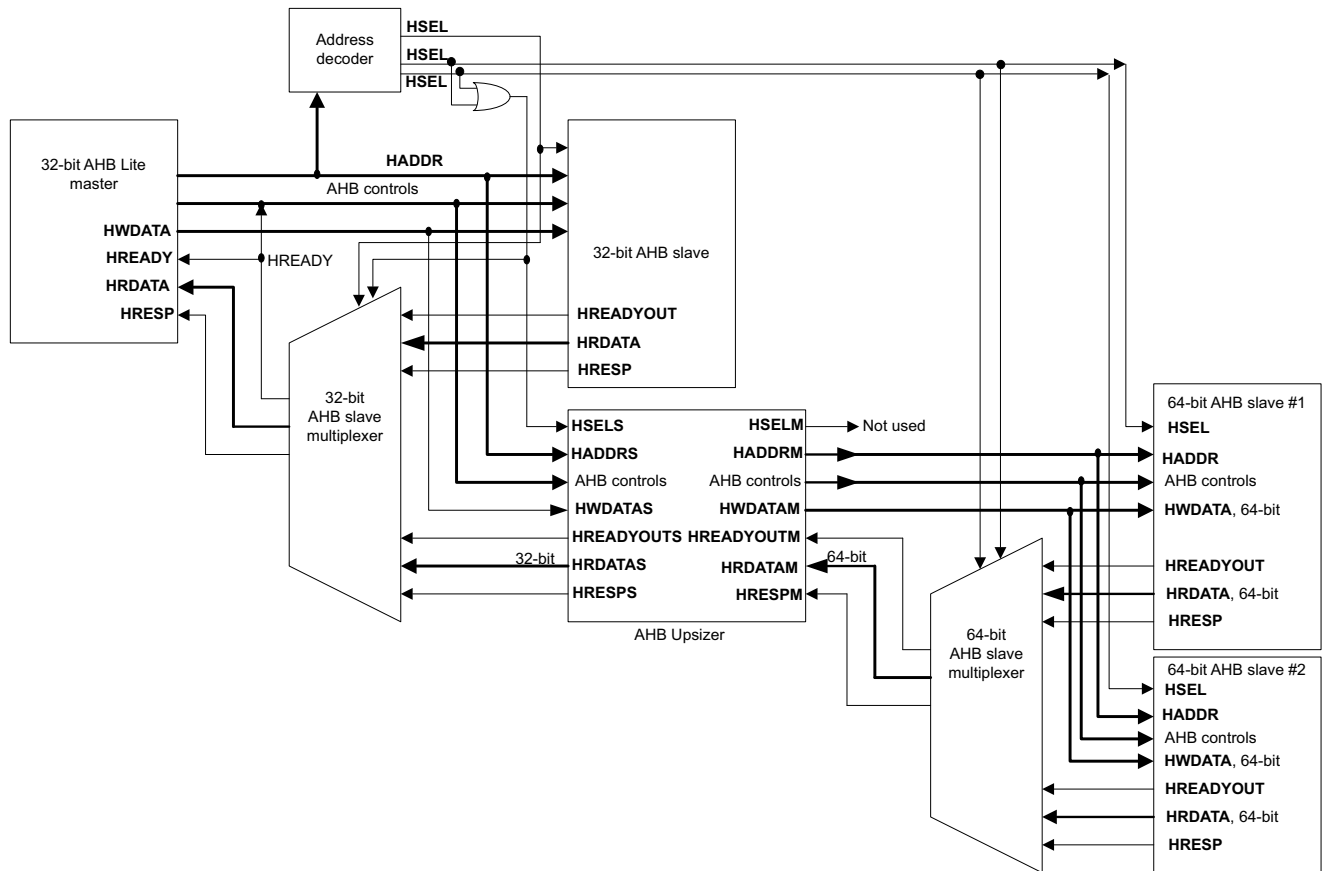 Address
decoder
HSEL
HSEL
HSEL
32-bit AHB Lite
master
HADDR
AHB controls
HWDATA
HREADY
HREADY
HRDATA
HRESP
32-bit AHB slave
HREADYOUT
HRDATA
HRESP
32-bit
AHB slave
multiplexer
HSELS
HADDRS
AHB controls
HWDATAS
HREADYOUTS
32-bit
HRDATAS
HRESPS
HSELM
Not used
HADDRM
AHB controls
HWDATAM
HREADYOUTM
HRDATAM
64-bit
HRESPM
AHB Upsizer
64-bit
AHB slave
multiplexer
64-bit AHB slave #1
HSEL
HADDR
AHB controls
HWDATA, 64-bit
HREADYOUT
HRDATA, 64-bit
HRESP
64-bit AHB slave #2
HSEL
HADDR
AHB controls
HWDATA, 64-bit
HREADYOUT
HRDATA, 64-bit
HRESP